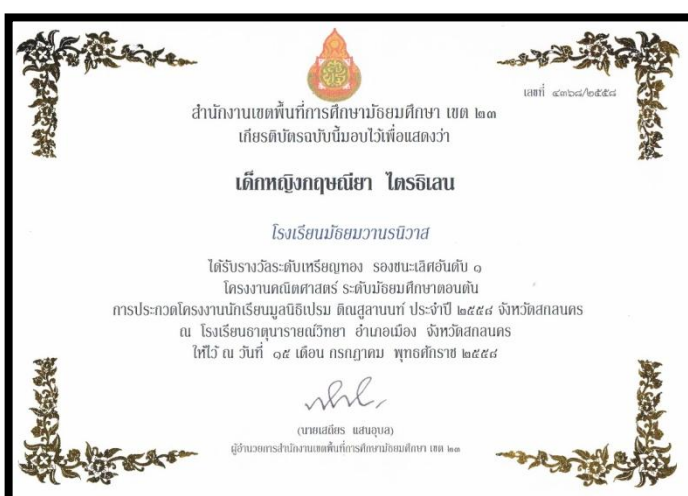 เลขที่ ๔๓๖๘/๒๕๕๘
สำนักงานเขตพื้นที่การศึกษามัธยมศึกษา เขต ๒๓
เกียรติบัตรฉบับนี้มอบไว้เพื่อแสดงว่า
เด็กหญิงกฤษณียา ไตรธิเลน
โรงเรียนมัธยมวานรนิวาส
ได้รับรางวัลระดับเหรียญทอง รองชนะเลิศอันดับ ๑
โครงงานคณิตศาสตร์ ระดับมัธยมศึกษาตอนต้น
การประกวดโครงงานนักเรียนมูลนิธิเปรม ติณสูลานนท์ ประจำปี ๒๕๕๘ จังหวัดสกลนคร
ณ โรงเรียนธาตุนารายณ์วิทยา อำเภอเมือง จังหวัดสกลนคร
ให้ไว้ ณ วันที่ ๑๕ เดือน กรกฎาคม พุทธศักราช ๒๕๕๘
(นายเสถียร แสนอุบล)
ผู้อำนวยการสำนักงานเขตพื้นที่การศึกษามัธยมศึกษา เขต ๒๓